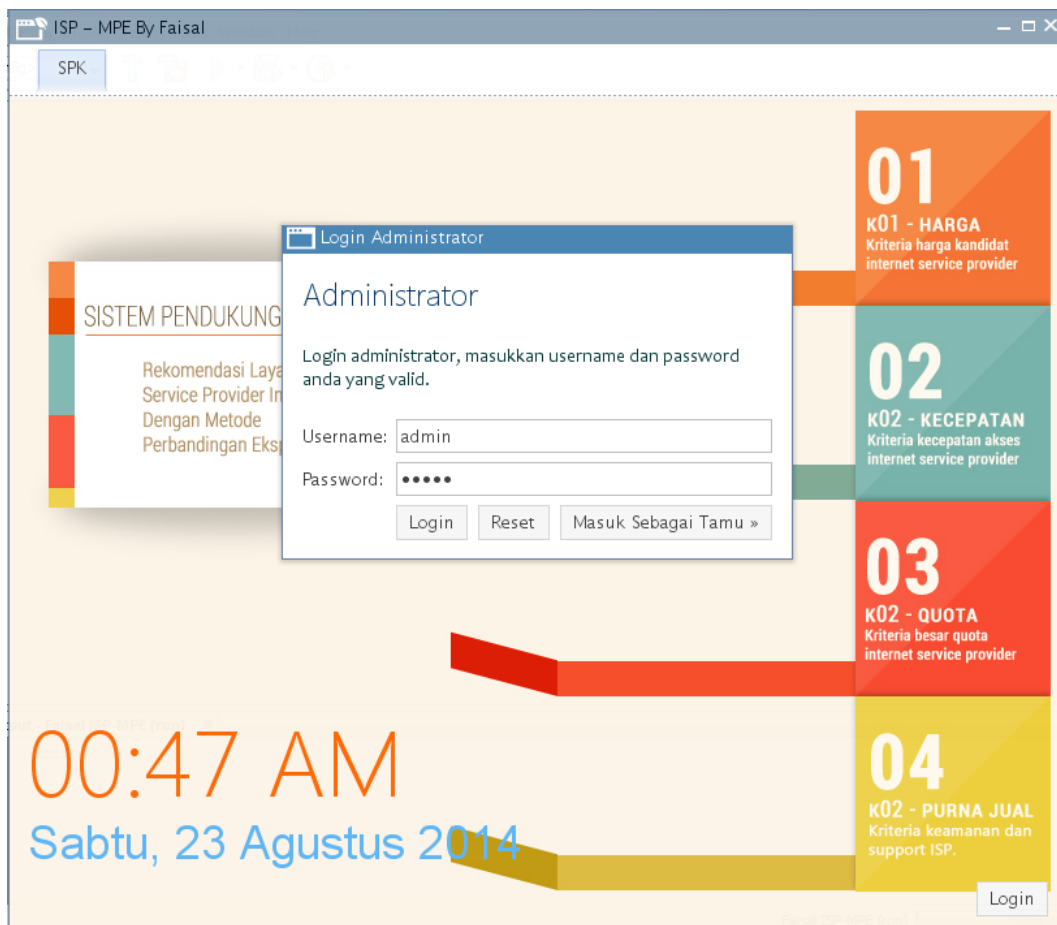 ISP – MPE By Faisal
SPK
SISTEM PENDUKUNG
Rekomendasi
Service Provider
Dengan Metode
Perbandingan
Login Administrator
Administrator
Login administrator, masukkan username dan password
anda yang valid.
Username: admin
Password: •••••
Login Reset Masuk Sebagai Tamu »
01
K01 - HARGA
Kriteria harga kandidat
internet service provider
02
K02 - KECEPATAN
Kriteria kecepatan akses
internet service provider
03
K02 - QUOTA
Kriteria besar quota
internet service provider
04
K02 - PURNA JUAL
Kriteria keamanan dan
support ISP.
00:47 AM
Sabtu, 23 Agustus 2014
Login